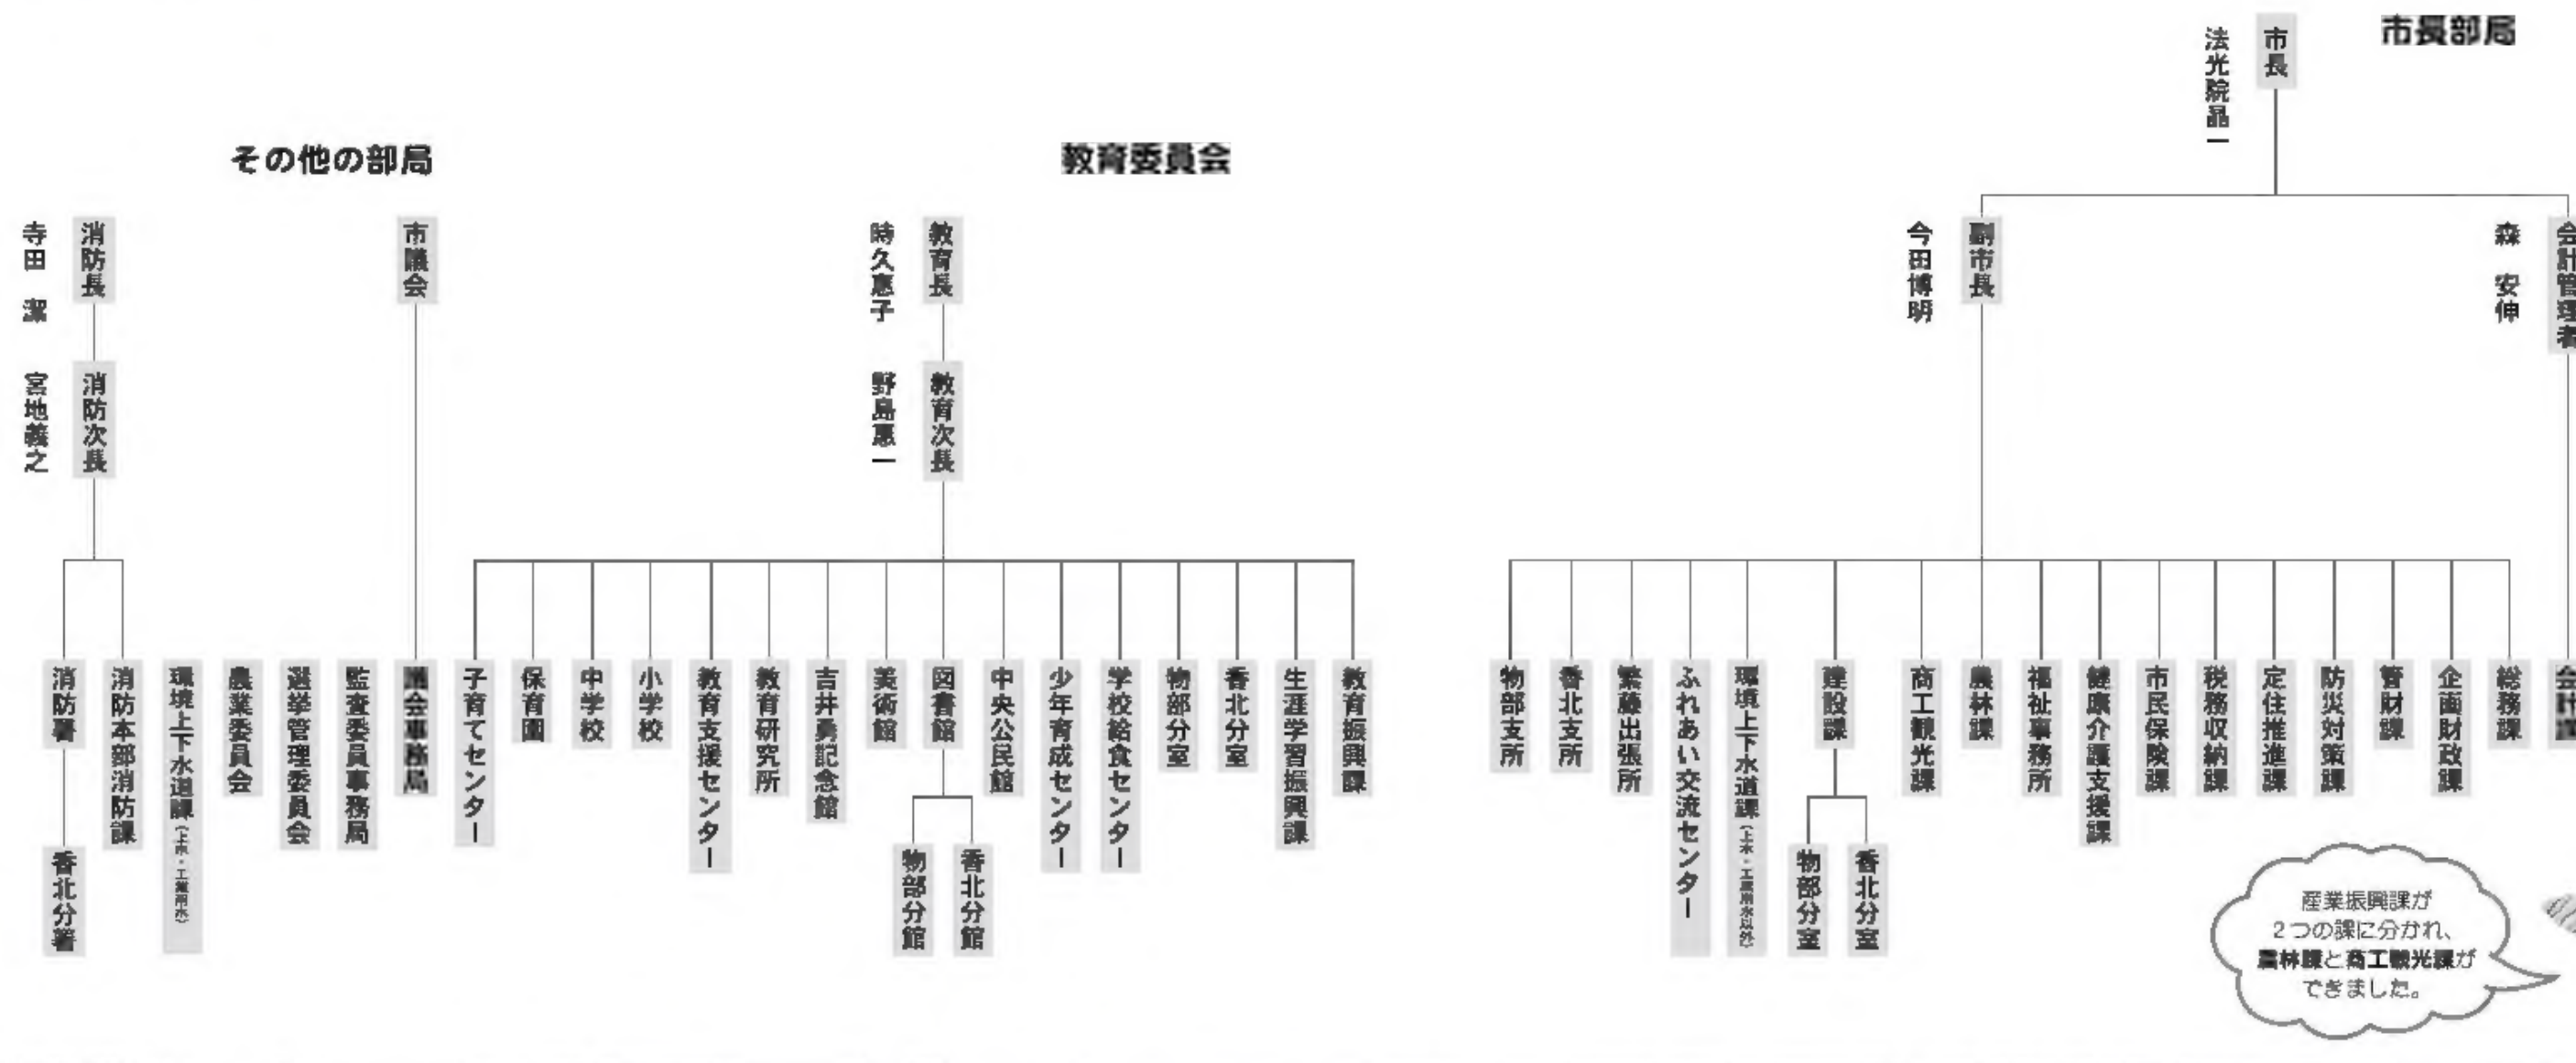 市長部局
市長
法光院晶一
会計管理者
森 安伸
副市長
今田博明
総務課
企画財政課
管財課
防災対策課
定住推進課
税務収納課
市民保険課
健康介護支援課
福祉事務所
農林課
商工観光課
建設課
香北分室
物部分室
環境上下水道課(上水・工業用水以外)
ふれあい交流センター
繁藤出張所
香北支所
物部支所
産業振興課が
2つの課に分かれ、
農林課と商工観光課が
できました。
教育委員会
教育長
時久惠子
教育次長
野島惠一
教育振興課
生涯学習振興課
香北分室
物部分室
学校給食センター
少年育成センター
中央公民館
図書館
香北分館
物部分館
美術館
吉井勇記念館
教育研究所
教育支援センター
小学校
中学校
保育園
子育てセンター
その他の部局
市議会
議会事務局
監査委員事務局
選挙管理委員会
農業委員会
環境上下水道課(上水・工業用水)
消防長
寺田 潔
消防次長
宮地義之
消防本部消防課
消防署
香北分署